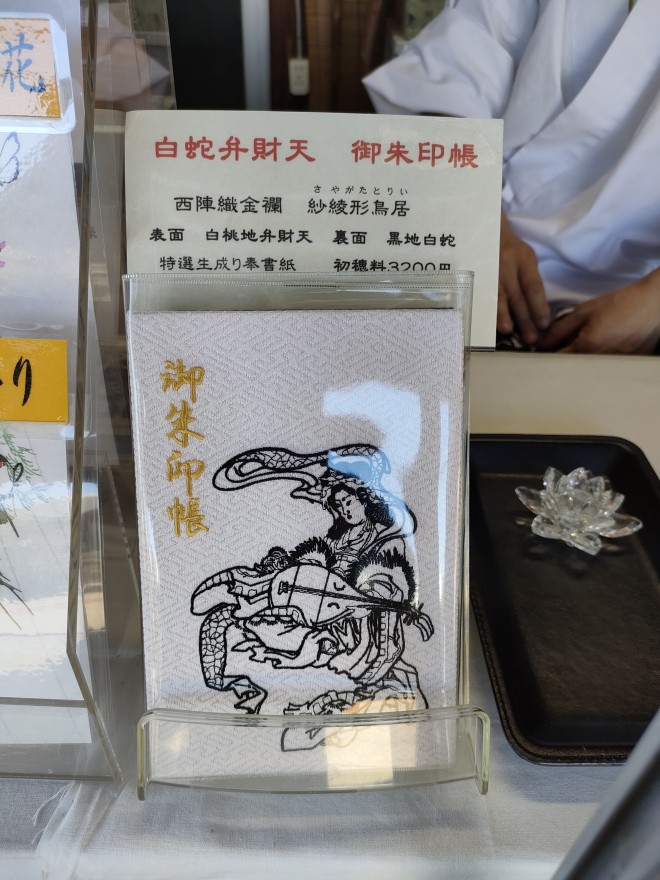 花
り
白蛇弁財天 御朱印帳
さやがたとりい
西陣織金襴 紗綾形鳥居
表面 白桃地弁財天 裏面 黒地白蛇
特選生成り奉書紙 初穂料3200円
御朱印帳